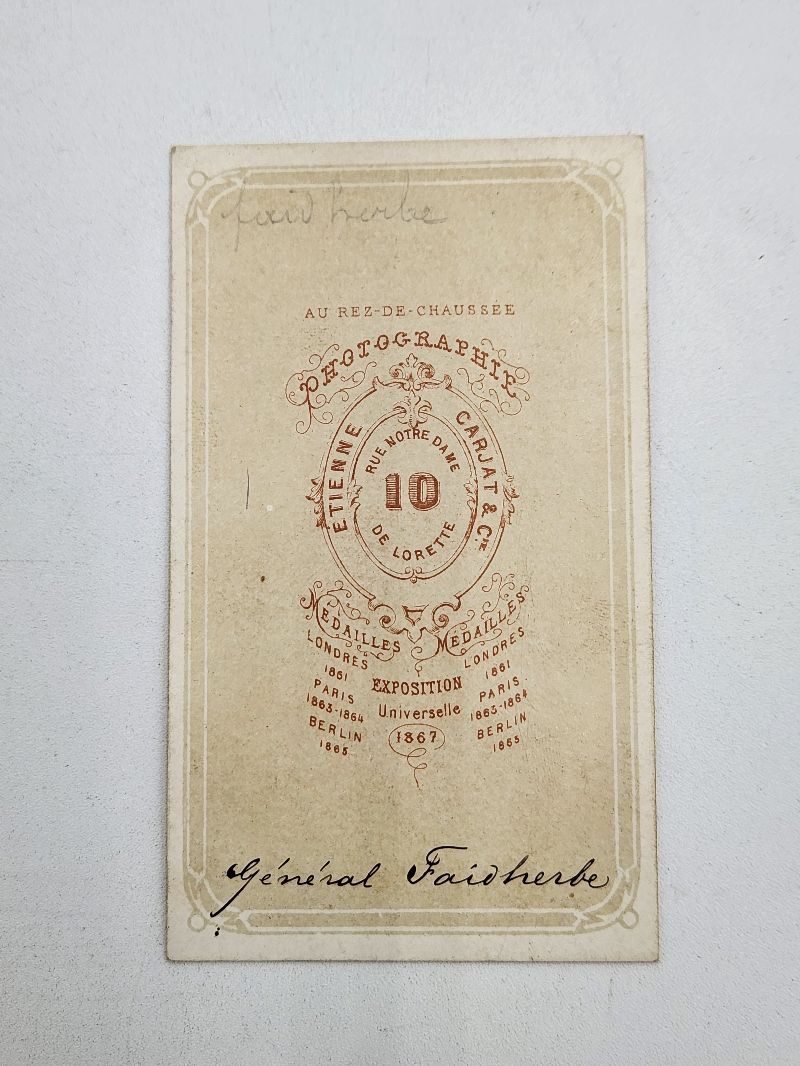 faidherbe
AU REZ-DE-CHAUSSÉE
PHOTOGRAPHIE
ÉTIENNE CARJAT & CIE
RUE NOTRE DAME
10
DE LORETTE
MÉDAILLES
LONDRES
1861
PARIS
1863-1864
BERLIN
1865
EXPOSITION
Universelle
1867
MÉDAILLES
LONDRES
1861
PARIS
1863-1864
BERLIN
1865
Général Faidherbe